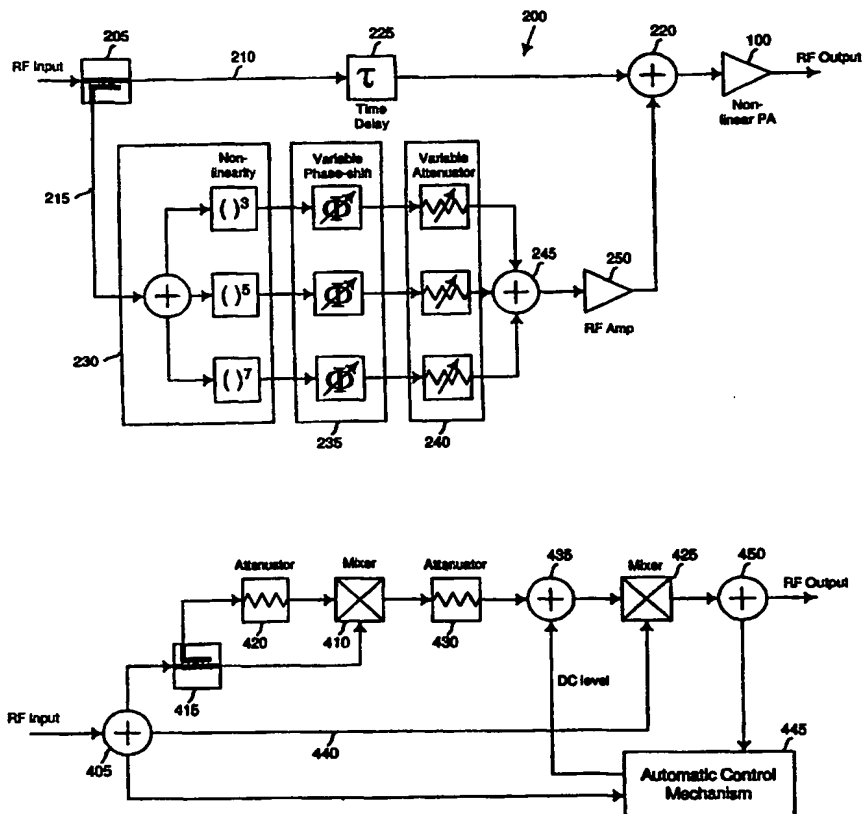 205
225
200
220
100
RF Input
210
τ
RF Output
Time Delay
Non-linear PA
215
Non-linearity
Variable Phase-shift
Variable Attenuator
( )3
Φ
245
250
( )5
Φ
RF Amp
230
( )7
Φ
235
240
Attenuator
Mixer
Attenuator
435
Mixer
425
450
RF Output
420
410
430
DC level
415
RF Input
440
445
405
Automatic Control
Mechanism